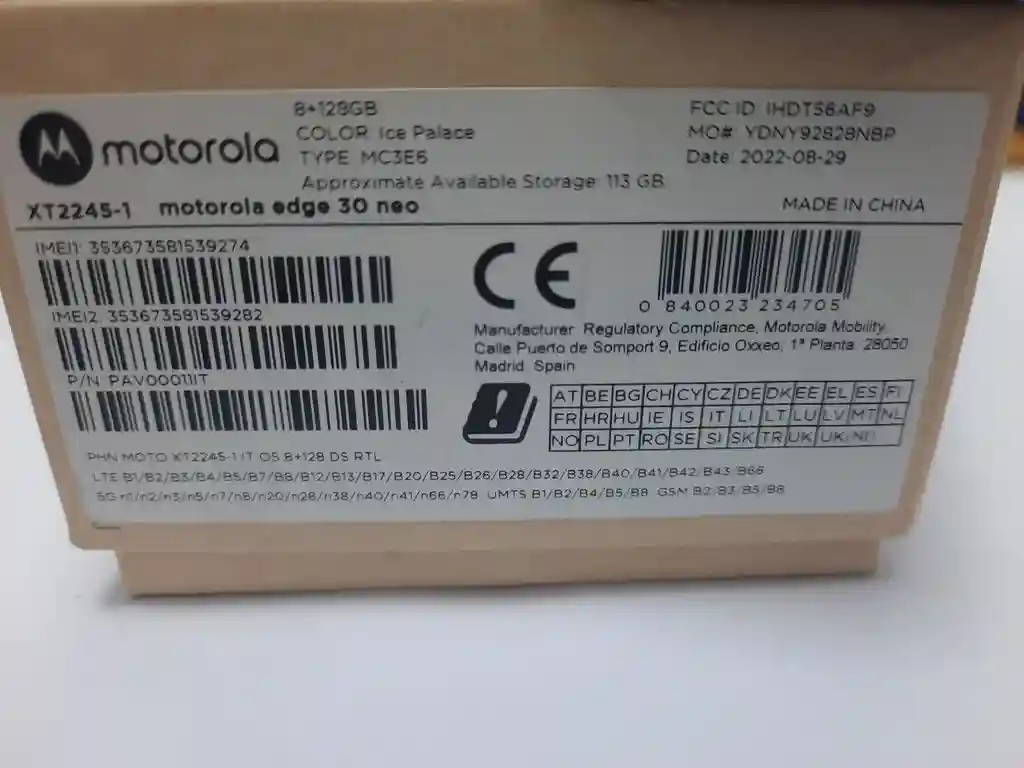 motorola
8+128GB
COLOR: Ice Palace
TYPE: MC3E6
Approximate Available Storage: 113 GB
FCC ID: IHDT56AF9
MO#: YDNY92828NBP
Date: 2022-08-29
XT2245-1 motorola edge 30 neo
MADE IN CHINA
IMEI1: 353673581539274
IMEI2: 353673581539282
P/N: PAV00011IT
CE
0 840023 234705
Manufacturer: Regulatory Compliance, Motorola Mobility,
Calle Puerto de Somport 9, Edificio Oxxeo, 1ª Planta, 28050
Madrid, Spain
AT BE BG CH CY CZ DE DK EE EL ES FI
FR HR HU IE IS IT LI LT LU LV MT NL
NO PL PT RO SE SI SK TR UK UK(NI)
PHN MOTO XT2245-1 IT OS 8+128 DS RTL
LTE B1/B2/B3/B4/B5/B7/B8/B12/B13/B17/B20/B25/B26/B28/B32/B38/B40/B41/B42/B43/B66
5G n1/n2/n3/n5/n7/n8/n20/n28/n38/n40/n41/n66/n78 UMTS B1/B2/B4/B5/B8 GSM B2/B3/B5/B8